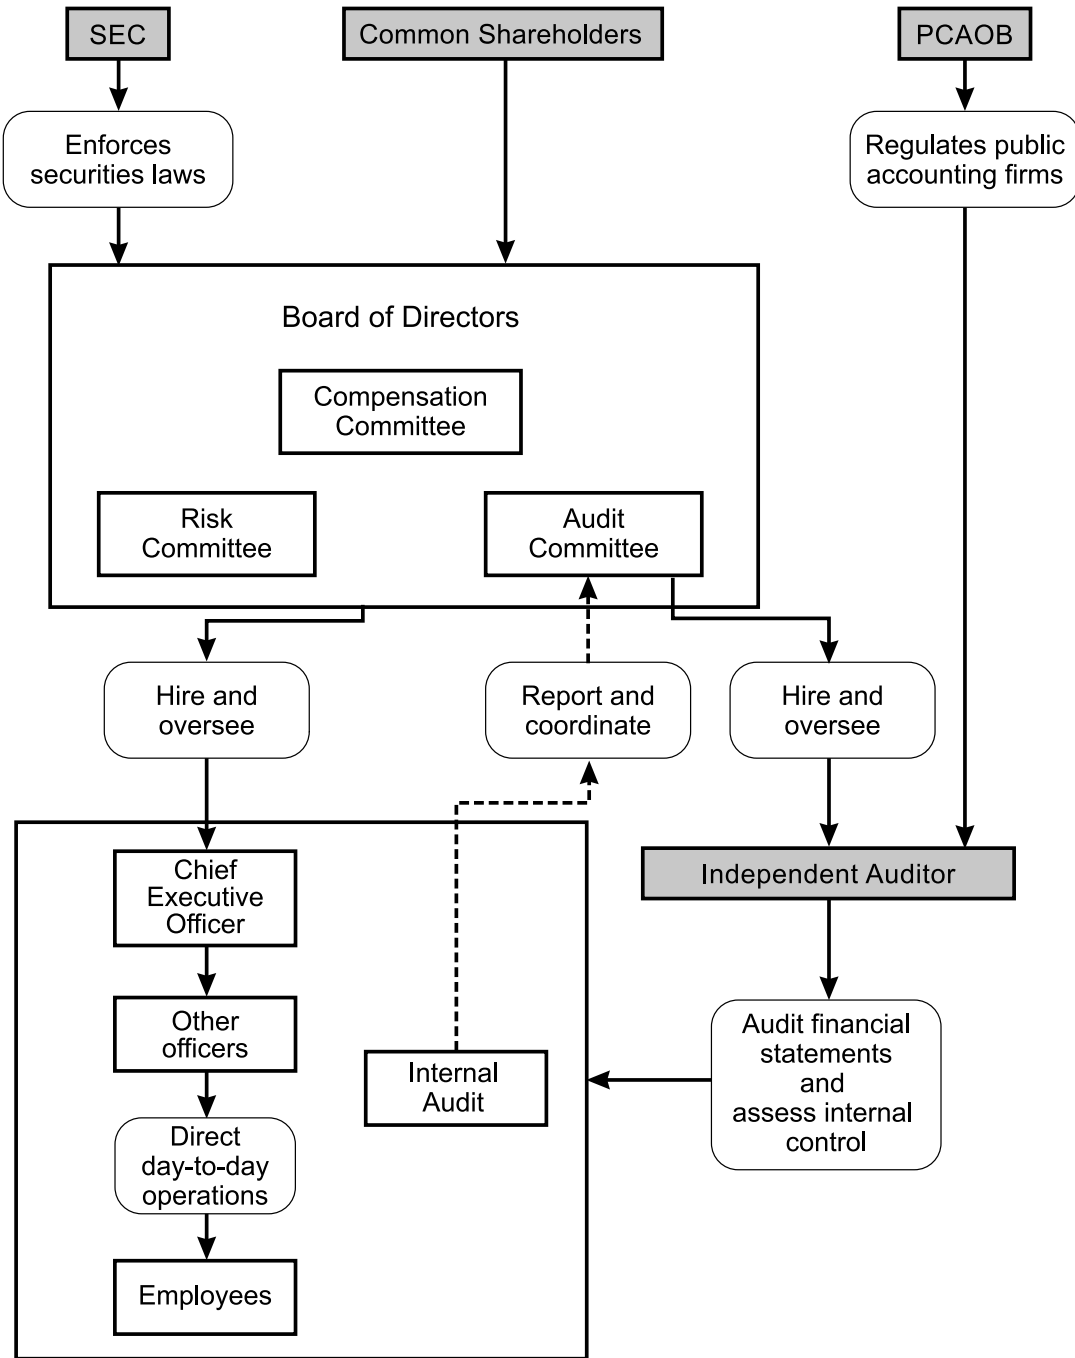 SEC
Common Shareholders
PCAOB
Enforces
securities laws
Regulates public
accounting firms
Board of Directors
Compensation
Committee
Risk
Committee
Audit
Committee
Hire and
oversee
Report and
coordinate
Hire and
oversee
Chief
Executive
Officer
Independent Auditor
Other
officers
Internal
Audit
Audit financial
statements
and
assess internal
control
Direct
day-to-day
operations
Employees